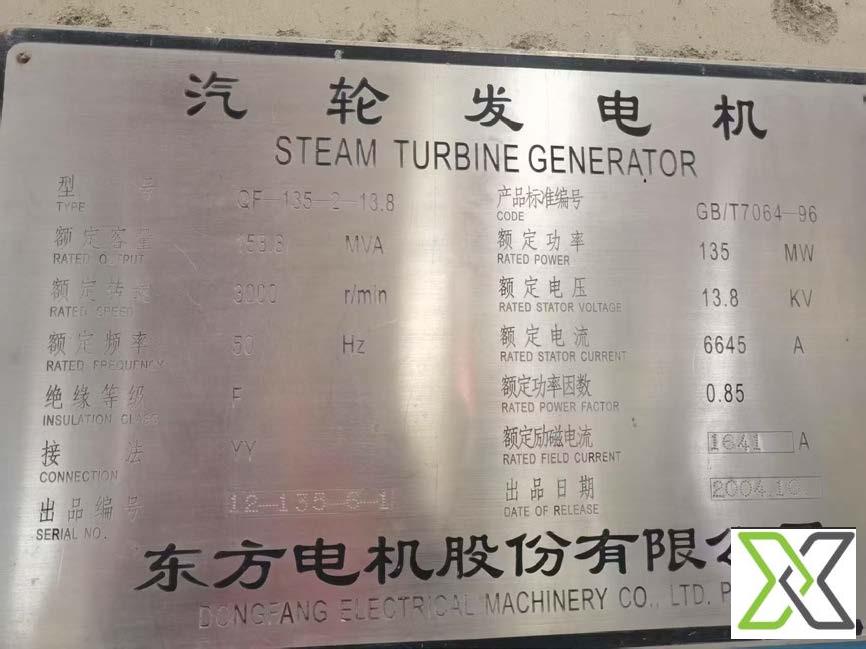 汽轮发电机
STEAM TURBINE GENERATOR
型 号 QF-135-2-13.8 产品标准编号 GB/T7064-96
TYPE CODE
额定容量 158.8 MVA 额定功率 135 MW
RATED OUTPUT RATED POWER
额定转速 3000 r/min 额定电压 13.8 KV
RATED SPEED RATED STATOR VOLTAGE
额定频率 50 Hz 额定电流 6645 A
RATED FREQUENCY RATED STATOR CURRENT
绝缘等级 F 额定功率因数 0.85
INSULATION CLASS RATED POWER FACTOR
接 法 YY 额定励磁电流 1641 A
CONNECTION RATED FIELD CURRENT
出品编号 12-135-6-1 出品日期 2004.10
SERIAL NO. DATE OF RELEASE
东方电机股份有限
DONGFANG ELECTRICAL MACHINERY CO., LTD.